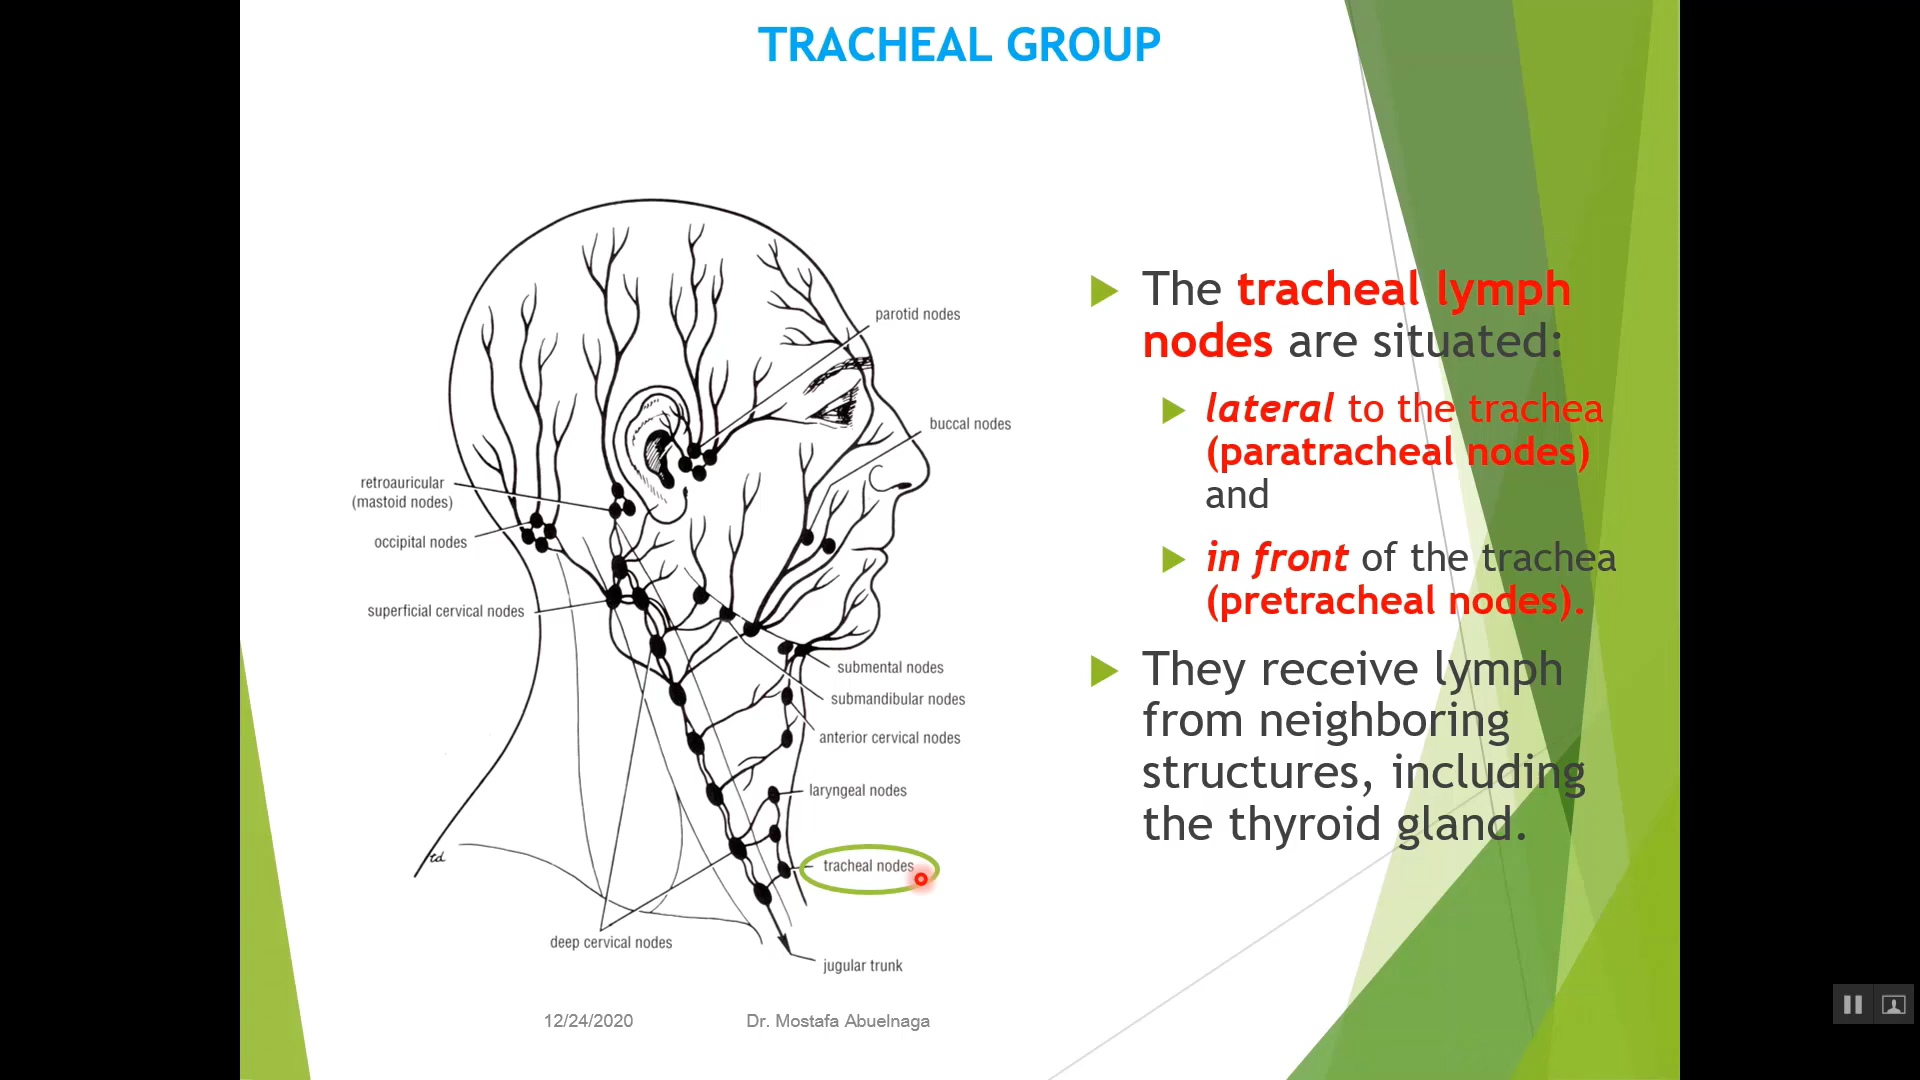 TRACHEAL GROUP
parotid nodes
buccal nodes
retroauricular
(mastoid nodes)
occipital nodes
superficial cervical nodes
submental nodes
submandibular nodes
anterior cervical nodes
laryngeal nodes
tracheal nodes
deep cervical nodes
jugular trunk
td
The tracheal lymph
nodes are situated:
lateral to the trachea
(paratracheal nodes)
and
in front of the trachea
(pretracheal nodes).
They receive lymph
from neighboring
structures, including
the thyroid gland.
12/24/2020
Dr. Mostafa Abuelnaga